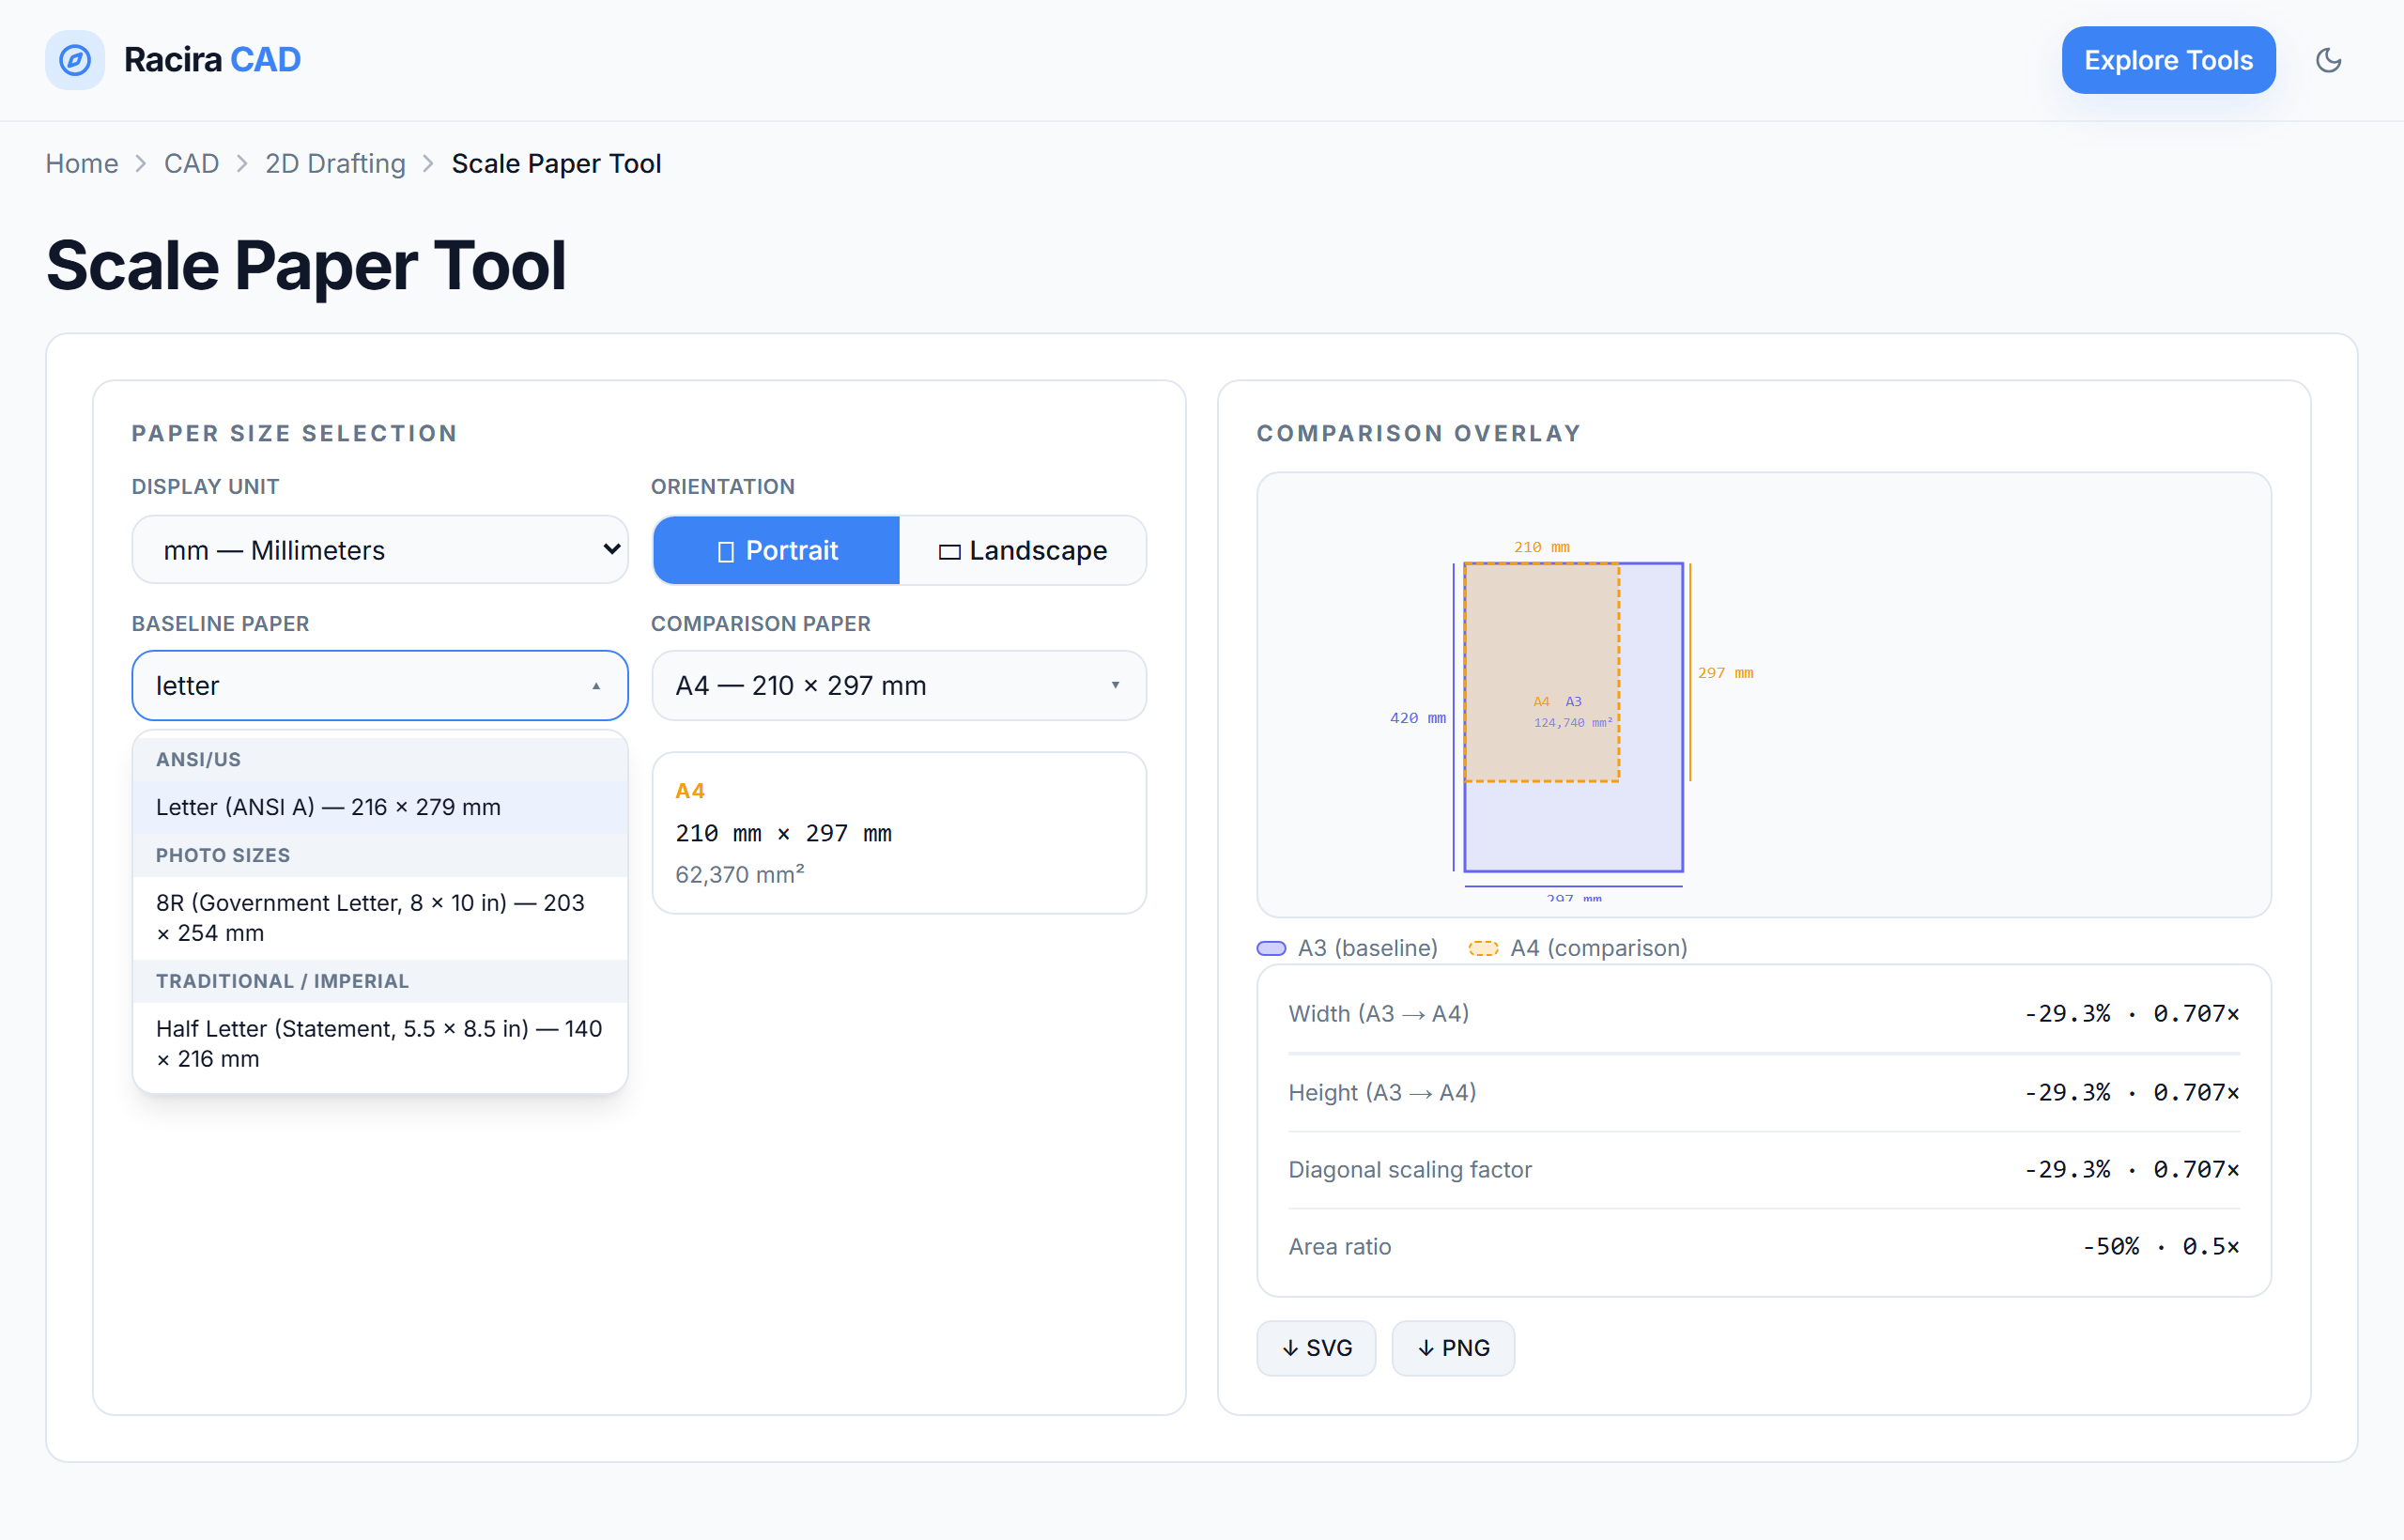 Racira CAD
Explore Tools
Home > CAD > 2D Drafting > Scale Paper Tool
Scale Paper Tool
PAPER SIZE SELECTION
DISPLAY UNIT
ORIENTATION
mm — Millimeters
Portrait
Landscape
BASELINE PAPER
COMPARISON PAPER
letter
A4 — 210 × 297 mm
ANSI/US
Letter (ANSI A) — 216 × 279 mm
PHOTO SIZES
8R (Government Letter, 8 × 10 in) — 203
× 254 mm
TRADITIONAL / IMPERIAL
Half Letter (Statement, 5.5 × 8.5 in) — 140
× 216 mm
A4
210 mm × 297 mm
62,370 mm²
COMPARISON OVERLAY
210 mm
297 mm
420 mm
A4 A3
124,740 mm²
297 mm
A3 (baseline)
A4 (comparison)
Width (A3 → A4)
-29.3% · 0.707×
Height (A3 → A4)
-29.3% · 0.707×
Diagonal scaling factor
-29.3% · 0.707×
Area ratio
-50% · 0.5×
↓ SVG
↓ PNG